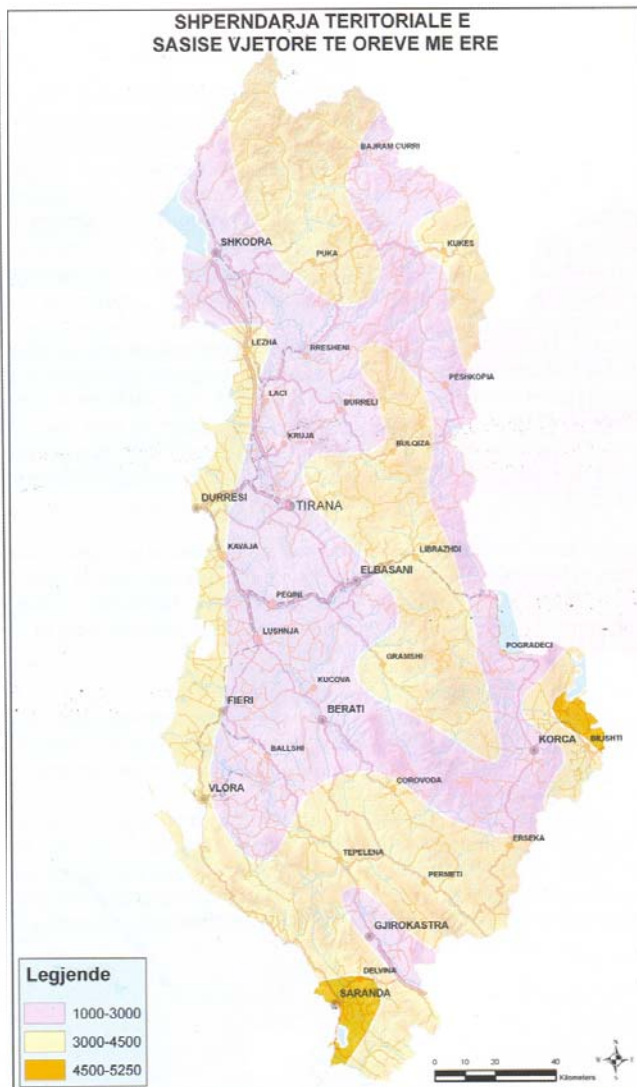 SHPERNDARJA TERITORIALE E
SASISE VJETORE TE OREVE ME ERE
BAJRAM CURRI
SHKODRA
KUKES
PUKA
LEZHA
RRESHENI
PESHKOPIA
LACI
BURRELI
KRUJA
BULQIZA
DURRESI
TIRANA
KAVAJA
LIBRAZHDI
ELBASANI
PEQINI
LUSHNJA
POGRADECI
GRAMSHI
KUCOVA
FIERI
BERATI
KORCA
BILISHTI
BALLSHI
COROVODA
VLORA
ERSEKA
TEPELENA
PERMETI
GJIROKASTRA
DELVINA
SARANDA
Legjende
1000-3000
3000-4500
4500-5250
0 10 20 40
Kilometers
N
W E
S